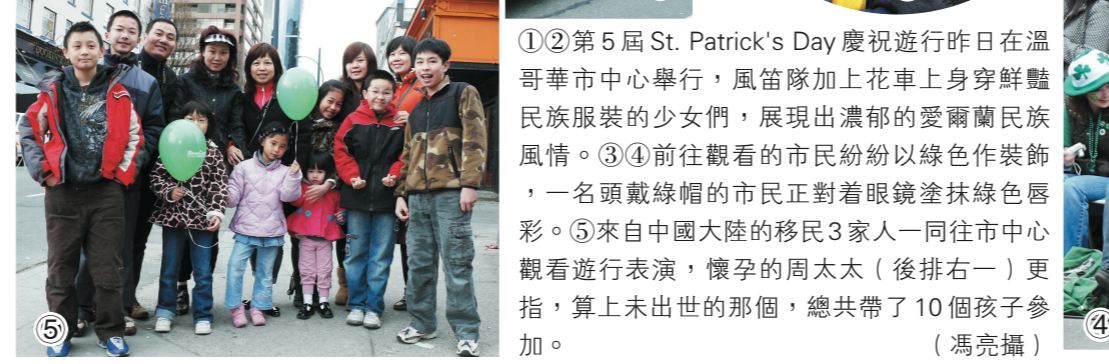 ①②第5屆 St. Patrick's Day 慶祝遊行昨日在溫
哥華市中心舉行，風笛隊加上花車上身穿鮮豔
民族服裝的少女們，展現出濃郁的愛爾蘭民族
風情。③④前往觀看的市民紛紛以綠色作裝飾
，一名頭戴綠帽的市民正對着眼鏡塗抹綠色唇
彩。⑤來自中國大陸的移民3家人一同往市中心
觀看遊行表演，懷孕的周太太（後排右一）更
指，算上未出世的那個，總共帶了10個孩子參
加。 （馮亮攝）
⑤
④